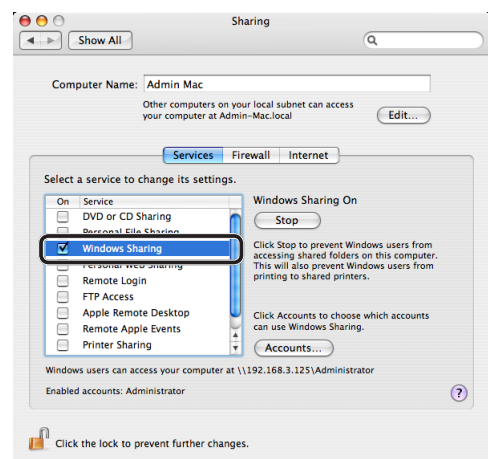 Sharing
Show All
Computer Name: Admin Mac
Other computers on your local subnet can access
your computer at Admin-Mac.local
Edit...
Services Firewall Internet
Select a service to change its settings.
On Service
DVD or CD Sharing
Personal File Sharing
Windows Sharing
Personal Web Sharing
Remote Login
FTP Access
Apple Remote Desktop
Remote Apple Events
Printer Sharing
Windows Sharing On
Stop
Click Stop to prevent Windows users from
accessing shared folders on this computer.
This will also prevent Windows users from
printing to shared printers.
Click Accounts to choose which accounts
can use Windows Sharing.
Accounts...
Windows users can access your computer at \\192.168.3.125\Administrator
Enabled accounts: Administrator
?
Click the lock to prevent further changes.